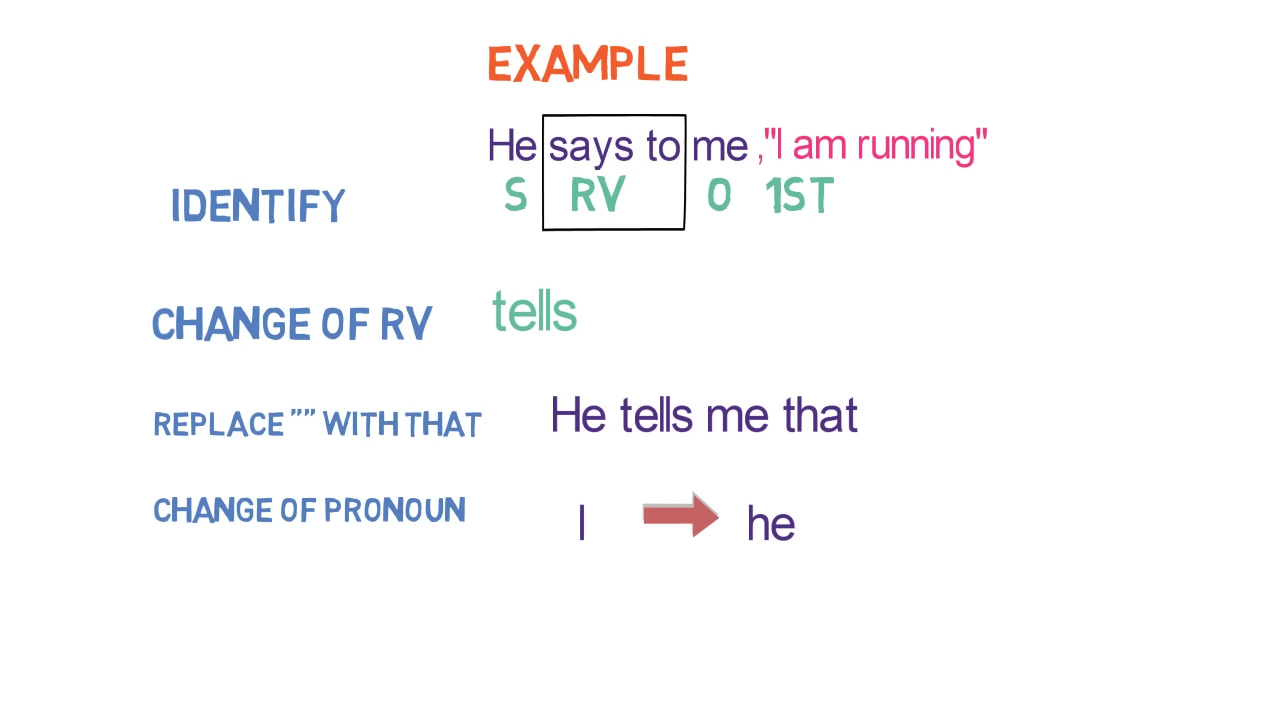 EXAMPLE
He says to me ,"I am running"
IDENTIFY S RV O 1ST
CHANGE OF RV tells
REPLACE "" WITH THAT He tells me that
CHANGE OF PRONOUN I he